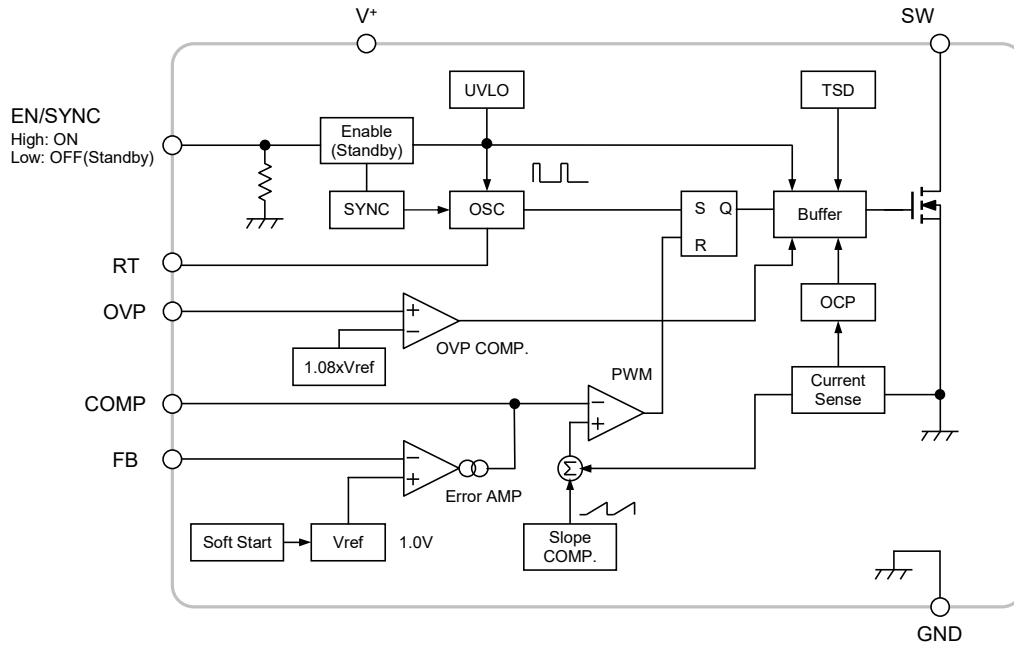 V+
SW
UVLO
TSD
EN/SYNC
High: ON
Low: OFF(Standby)
Enable
(Standby)
SYNC
OSC
S Q
R
Buffer
RT
OVP
+
−
OVP COMP.
1.08xVref
OCP
PWM
Current
Sense
COMP
−
+
FB
−
+
Error AMP
Σ
Soft Start
Vref
1.0V
Slope
COMP.
GND